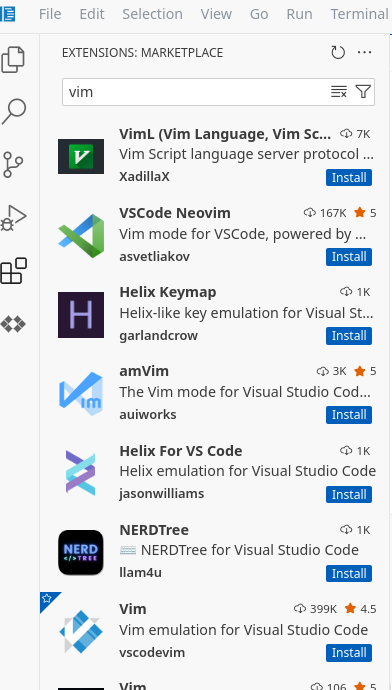 File Edit Selection View Go Run Terminal
EXTENSIONS: MARKETPLACE
vim
VimL (Vim Language, Vim Sc... 7K
Vim Script language server protocol ...
XadillaX Install
VSCode Neovim 167K 5
Vim mode for VSCode, powered by ...
asvetliakov Install
H
Helix Keymap 1K
Helix-like key emulation for Visual St...
garlandcrow Install
amVim 3K 5
Vim
The Vim mode for Visual Studio Cod...
auiworks Install
Helix For VS Code 1K
Helix emulation for Visual Studio Code
jasonwilliams Install
NERDTree 1K
NERD
</>TREE
NERDTree for Visual Studio Code
llam4u Install
Vim 399K 4.5
Vim
Vim emulation for Visual Studio Code
vscodevim Install
Vim 106 5